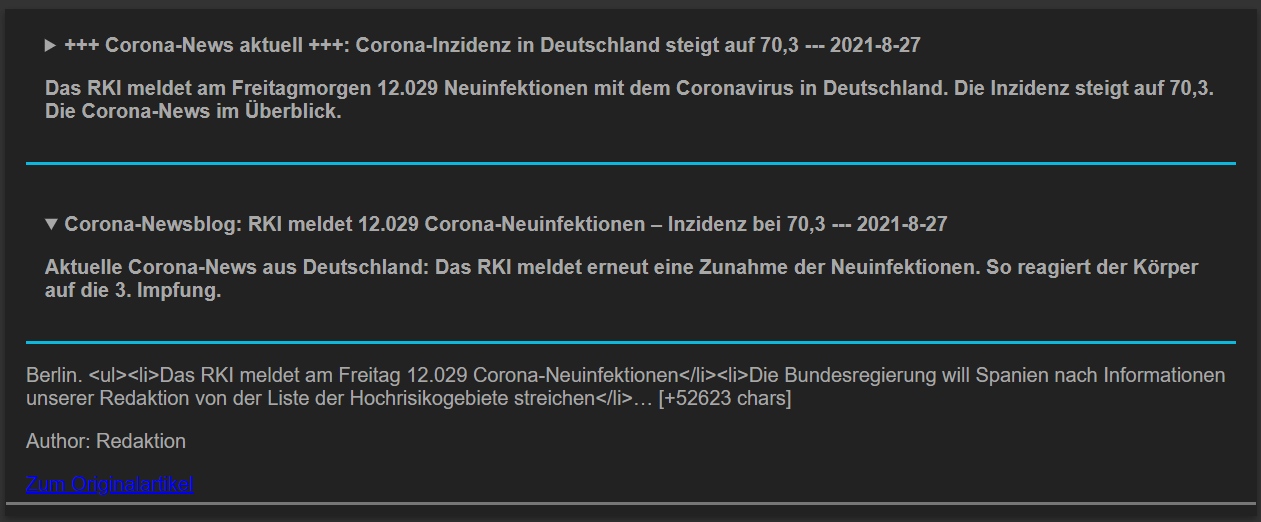 +++ Corona-News aktuell +++: Corona-Inzidenz in Deutschland steigt auf 70,3 --- 2021-8-27
Das RKI meldet am Freitagmorgen 12.029 Neuinfektionen mit dem Coronavirus in Deutschland. Die Inzidenz steigt auf 70,3.
Die Corona-News im Überblick.
Corona-Newsblog: RKI meldet 12.029 Corona-Neuinfektionen – Inzidenz bei 70,3 --- 2021-8-27
Aktuelle Corona-News aus Deutschland: Das RKI meldet erneut eine Zunahme der Neuinfektionen. So reagiert der Körper
auf die 3. Impfung.
Berlin. <ul><li>Das RKI meldet am Freitag 12.029 Corona-Neuinfektionen</li><li>Die Bundesregierung will Spanien nach Informationen
unserer Redaktion von der Liste der Hochrisikogebiete streichen</li>… [+52623 chars]
Author: Redaktion
Zum Originalartikel